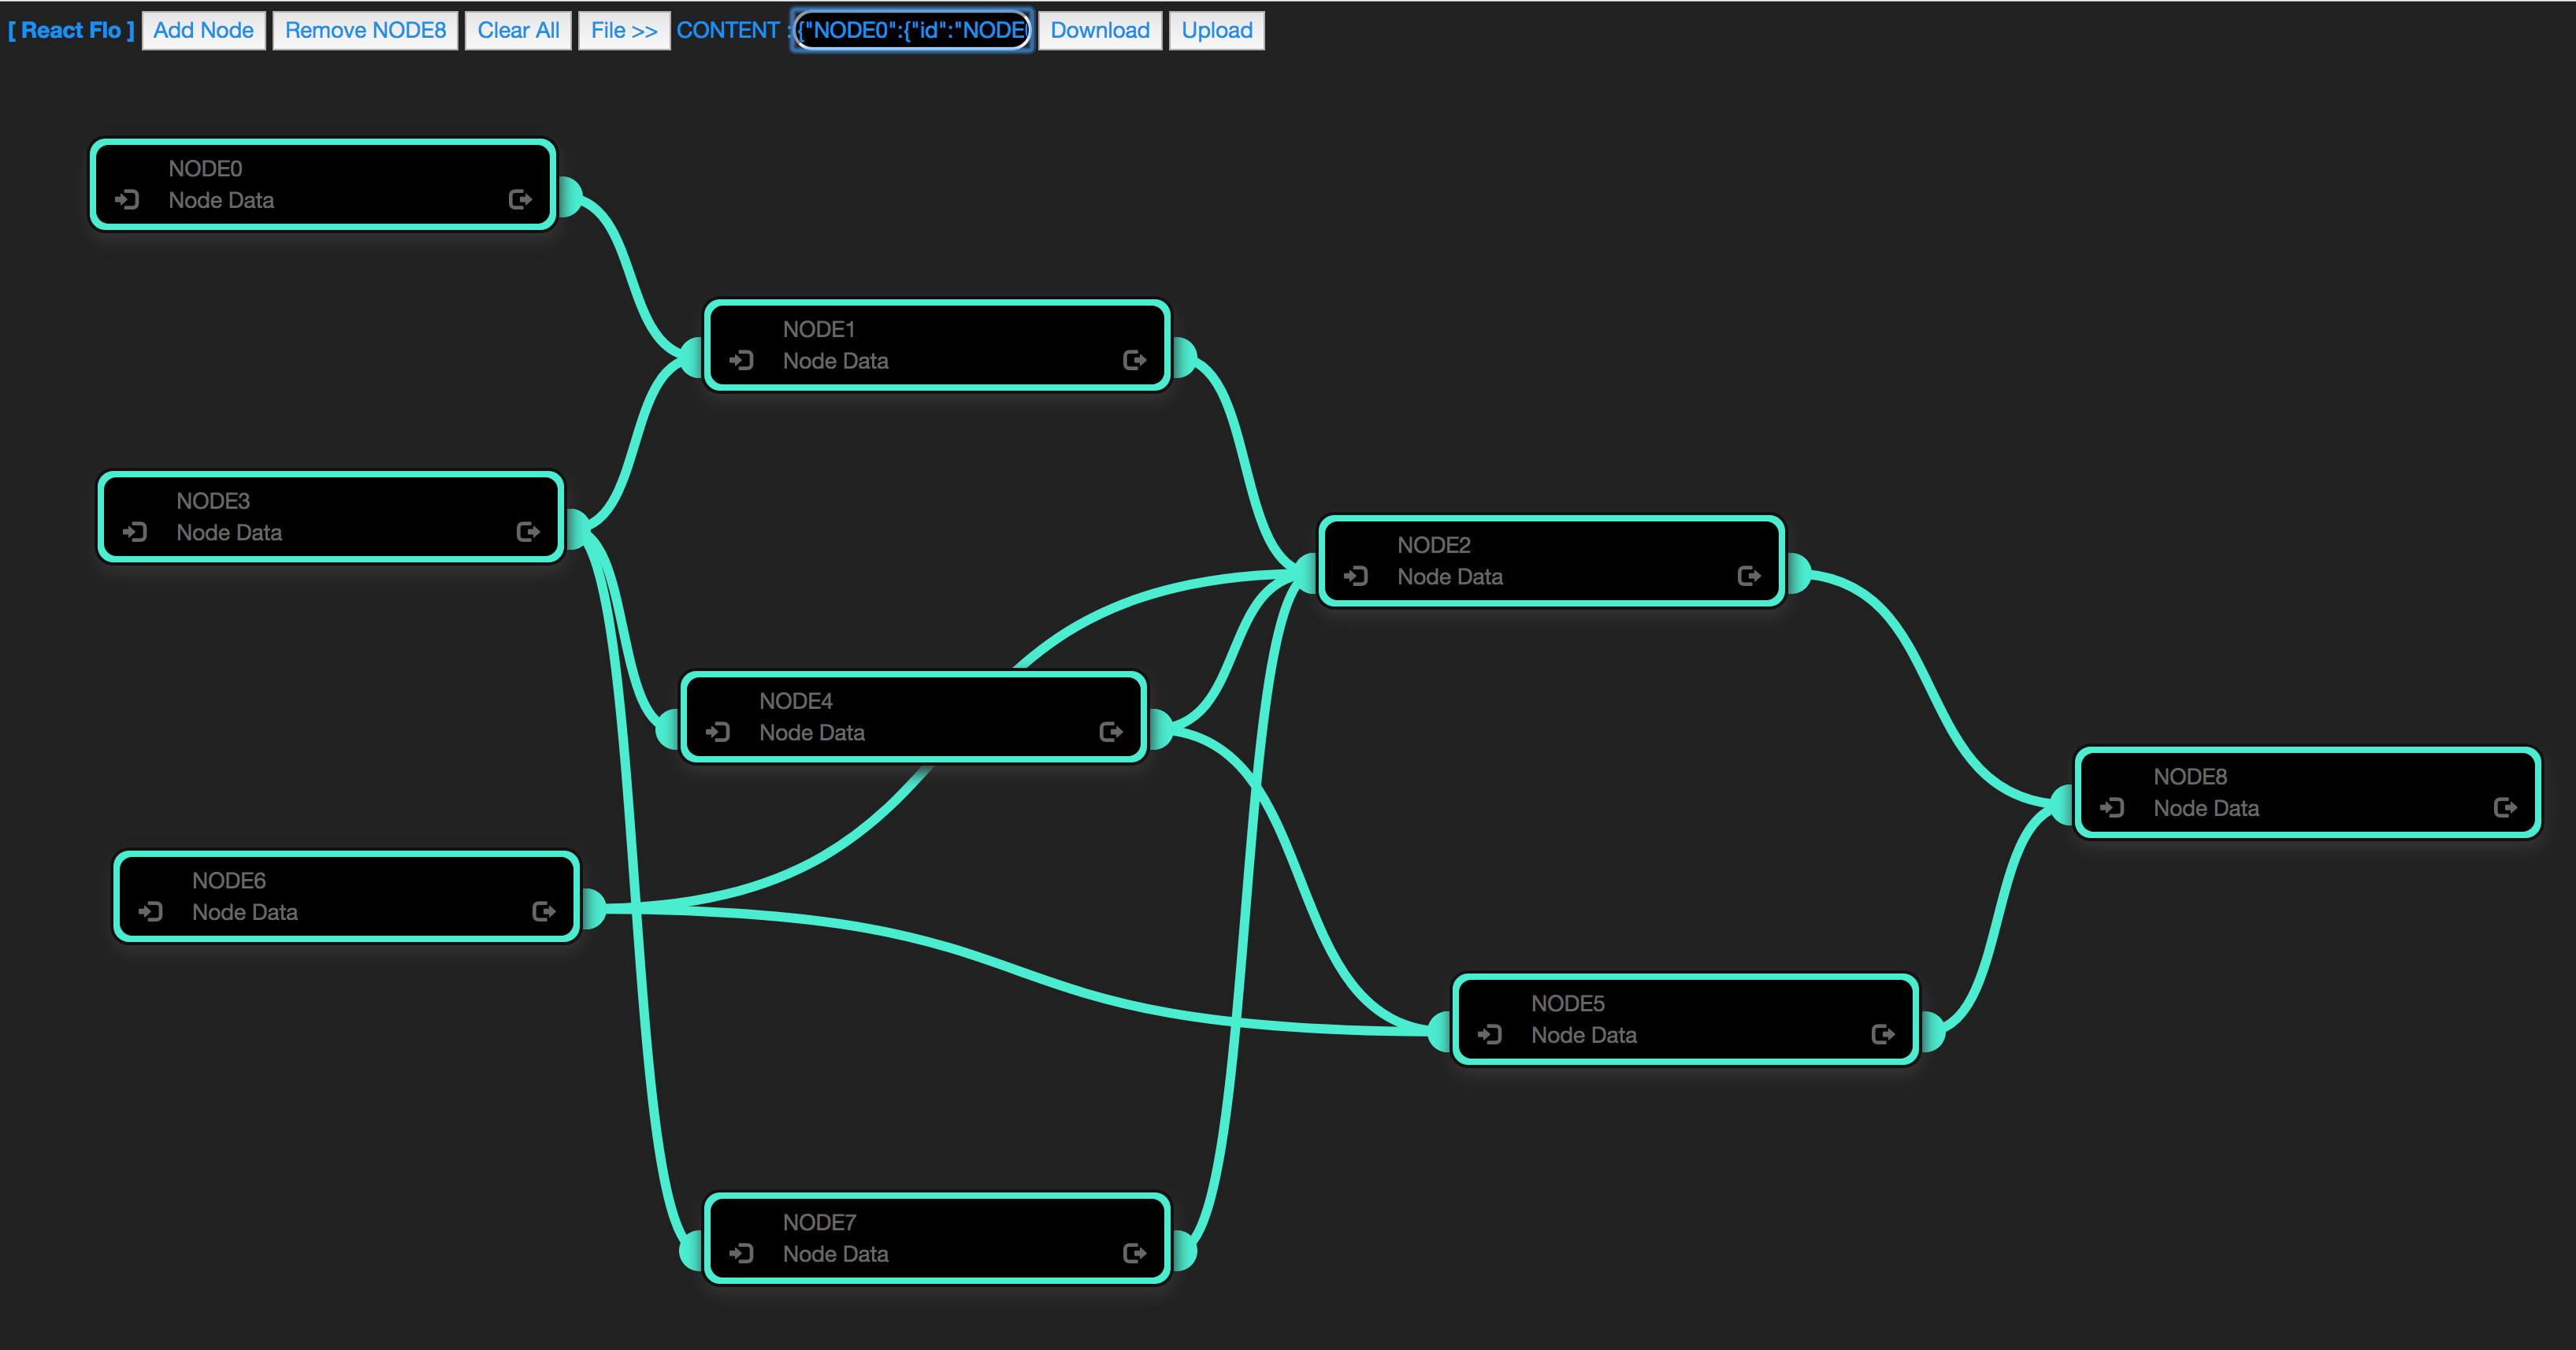 [ React Flo ] Add Node Remove NODE8 Clear All File >> CONTENT : {"NODE0":{"id":"NODE Download Upload
NODE0
Node Data
NODE1
Node Data
NODE3
Node Data
NODE2
Node Data
NODE4
Node Data
NODE8
Node Data
NODE6
Node Data
NODE5
Node Data
NODE7
Node Data